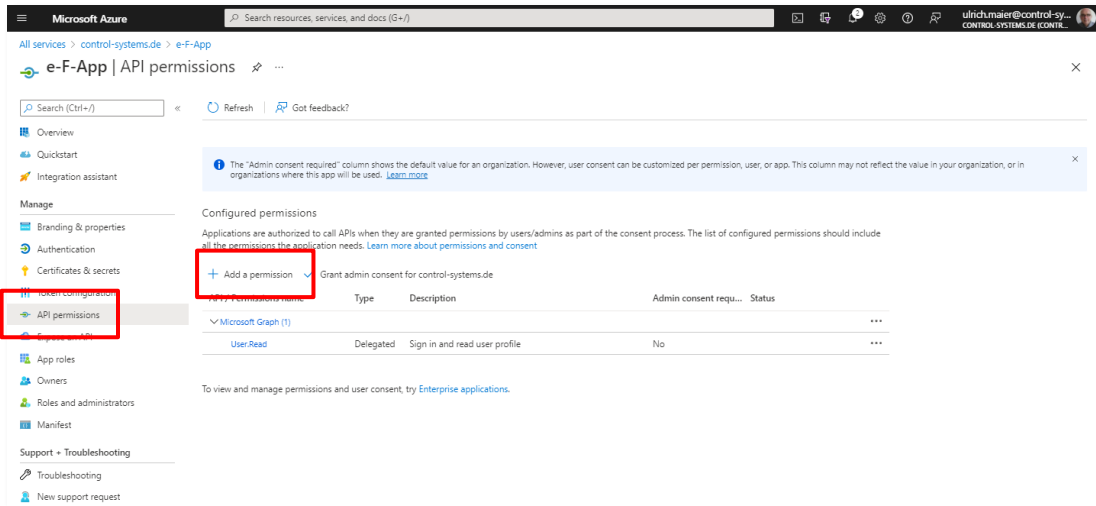 Microsoft Azure
Search resources, services, and docs (G+/)
2
ulrich.maier@control-sy...
CONTROL-SYSTEMS.DE (CONTR...
All services > control-systems.de > e-F-App
e-F-App | API permissions
Search (Ctrl+/)
Refresh
Got feedback?
Overview
Quickstart
Integration assistant
Manage
Branding & properties
Authentication
Certificates & secrets
Token configuration
API permissions
Expose an API
App roles
Owners
Roles and administrators
Manifest
Support + Troubleshooting
Troubleshooting
New support request
The "Admin consent required" column shows the default value for an organization. However, user consent can be customized per permission, user, or app. This column may not reflect the value in your organization, or in
organizations where this app will be used. Learn more
Configured permissions
Applications are authorized to call APIs when they are granted permissions by users/admins as part of the consent process. The list of configured permissions should include
all the permissions the application needs. Learn more about permissions and consent
Add a permission
Grant admin consent for control-systems.de
API / Permissions name Type Description Admin consent requ... Status
Microsoft Graph (1)
User.Read Delegated Sign in and read user profile No
To view and manage permissions and user consent, try Enterprise applications.